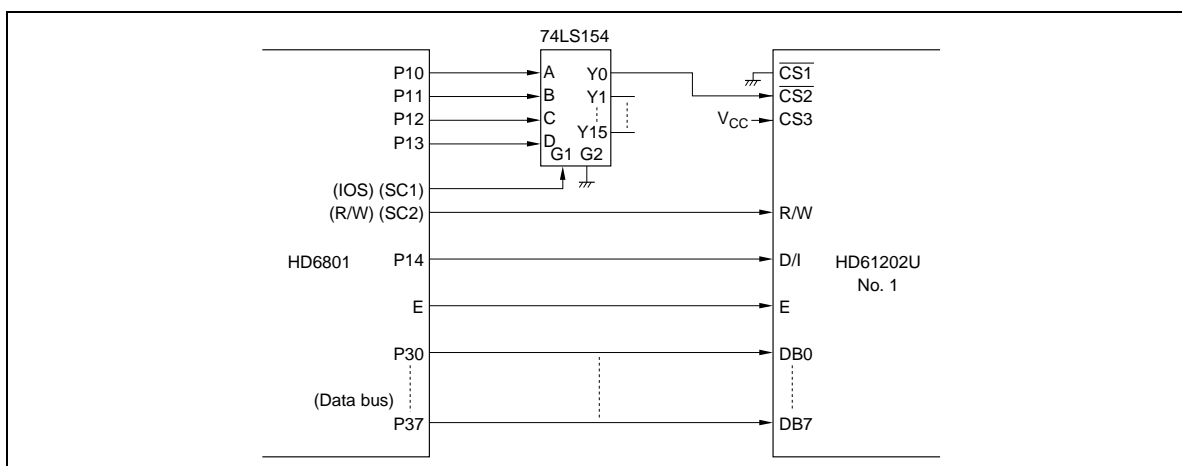 74LS154
P10 A Y0 CS1
P11 B Y1 CS2
P12 C VCC CS3
P13 D Y15
G1 G2
(IOS) (SC1)
(R/W) (SC2) R/W
HD6801 P14 D/I HD61202U
No. 1
E E
P30 DB0
(Data bus)
P37 DB7